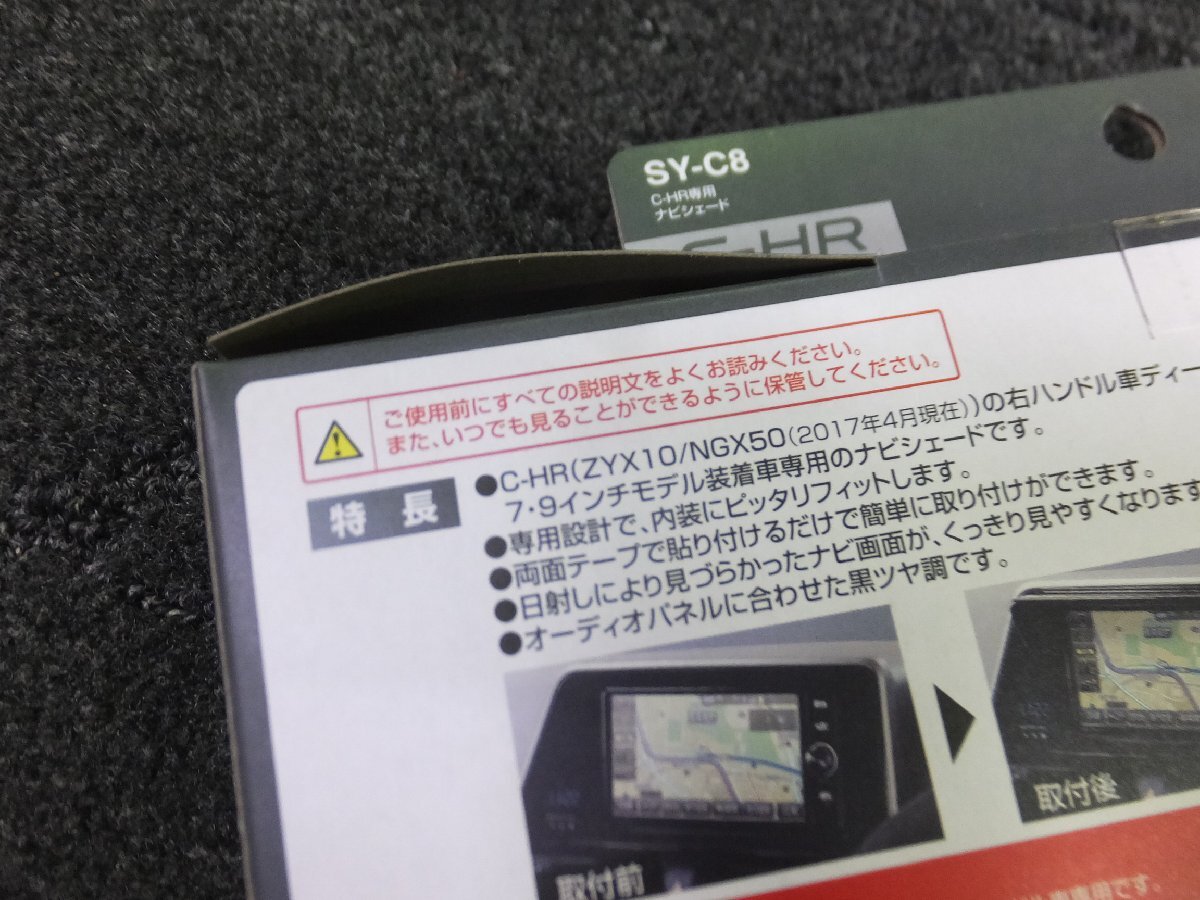 SY-C8
C-HR専用
ナビシェード
C-HR
ご使用前にすべての説明文をよくお読みください。
また、いつでも見ることができるように保管してください。
特 長
●C-HR(ZYX10/NGX50(2017年4月現在))の右ハンドル車ディー
7・9インチモデル装着車専用のナビシェードです。
●専用設計で、内装にピッタリフィットします。
●両面テープで貼り付けるだけで簡単に取り付けができます。
●日射しにより見づらかったナビ画面が、くっきり見やすくなります
●オーディオパネルに合わせた黒ツヤ調です。
取付前
取付後
専用です。